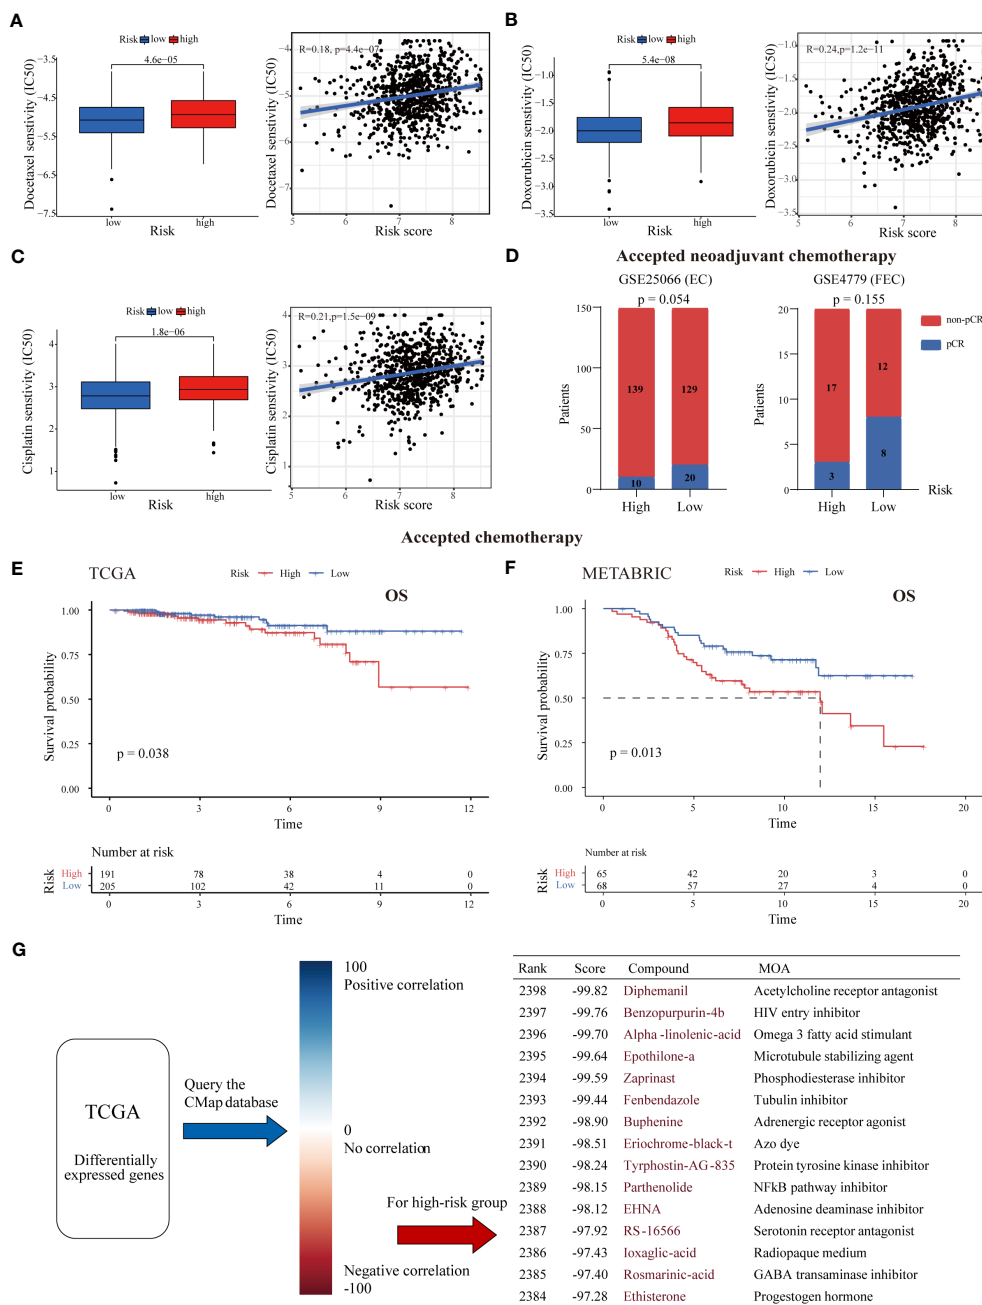 A
Risk low high
4.6e−05
Docetaxel senstivity (IC50)
−3.5
−4.5
−5.5
−6.5
−7.5
low high
Risk
R=0.18, p=4.4e−07
Docetaxel senstivity (IC50)
−4
−5
−6
−7
5 6 7 8
Risk score
B
Risk low high
5.4e−08
Doxorubicin senstivity (IC50)
−1.0
−1.5
−2.0
−2.5
−3.0
−3.5
low high
Risk
R=0.24,p=1.2e−11
Doxorubicin senstivity (IC50)
−1.0
−1.5
−2.0
−2.5
−3.0
−3.5
5 6 7 8
Risk score
C
Risk low high
1.8e−06
Cisplatin senstivity (IC50)
4
3
2
1
low high
Risk
R=0.21,p=1.5e−09
Cisplatin senstivity (IC50)
4
3
2
1
5 6 7 8
Risk score
D
Accepted neoadjuvant chemotherapy
GSE25066 (EC)
p = 0.054
Patients
150
100
50
0
139 129
10 20
High Low
GSE4779 (FEC)
p = 0.155
Patients
20
15
10
5
0
17 12
3 8
High Low
Risk
non-pCR
pCR
Accepted chemotherapy
E
TCGA
Risk High Low
OS
Survival probability
1.00
0.75
0.50
0.25
0.00
p = 0.038
0 3 6 9 12
Time
Number at risk
Risk
High 191 78 38 4 0
Low 205 102 42 11 0
0 3 6 9 12
Time
F
METABRIC
Risk High Low
OS
Survival probability
1.00
0.75
0.50
0.25
0.00
p = 0.013
0 5 10 15 20
Time
Number at risk
Risk
High 65 42 20 3 0
Low 68 57 27 4 0
0 5 10 15 20
Time
G
TCGA
Differentially
expressed genes
Query the
CMap database
100
Positive correlation
0
No correlation
For high-risk group
Negative correlation
-100
Rank Score Compound MOA
2398 -99.82 Diphemanil Acetylcholine receptor antagonist
2397 -99.76 Benzopurpurin-4b HIV entry inhibitor
2396 -99.70 Alpha-linolenic-acid Omega 3 fatty acid stimulant
2395 -99.64 Epothilone-a Microtubule stabilizing agent
2394 -99.59 Zaprinast Phosphodiesterase inhibitor
2393 -99.44 Fenbendazole Tubulin inhibitor
2392 -98.90 Buphenine Adrenergic receptor agonist
2391 -98.51 Eriochrome-black-t Azo dye
2390 -98.24 Tyrphostin-AG-835 Protein tyrosine kinase inhibitor
2389 -98.15 Parthenolide NFkB pathway inhibitor
2388 -98.12 EHNA Adenosine deaminase inhibitor
2387 -97.92 RS-16566 Serotonin receptor antagonist
2386 -97.43 Ioxaglic-acid Radiopaque medium
2385 -97.40 Rosmarinic-acid GABA transaminase inhibitor
2384 -97.28 Ethisterone Progestogen hormone